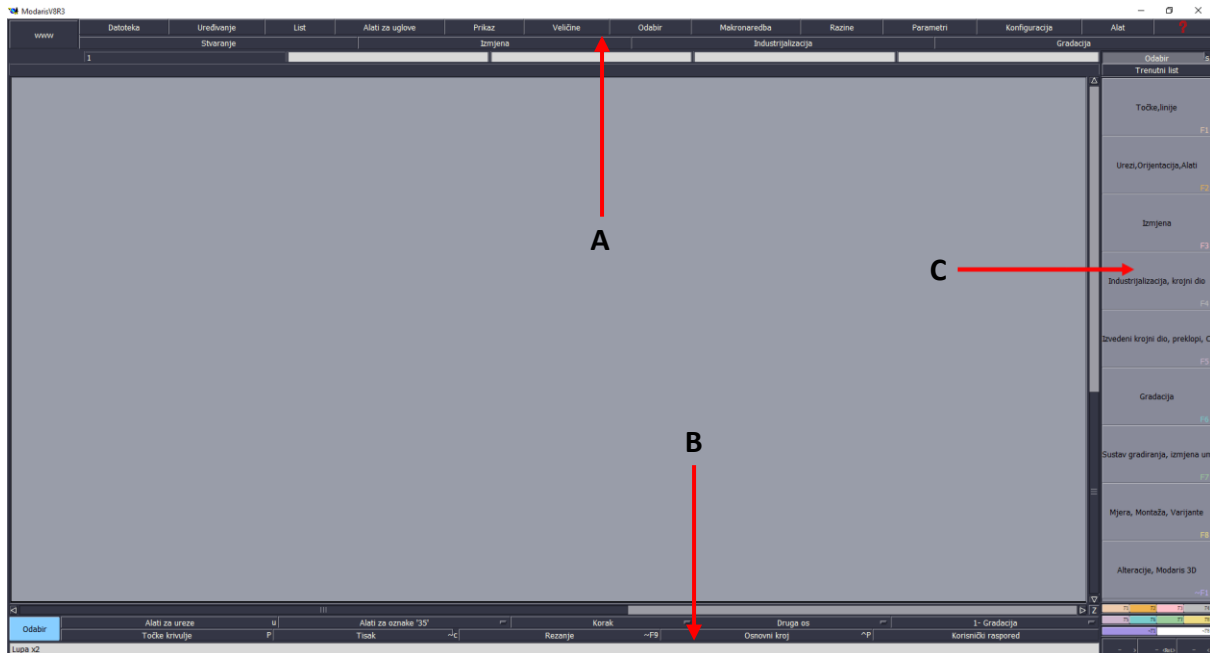 ModarisV8R3
www Datoteka Uređivanje List Alati za uglove Prikaz Veličine Odabir Makronaredba Razine Parametri Konfiguracija Alat ?
Stvaranje Izmjena Industrijalizacija Gradacija
1 Odabir s
Trenutni list
Točke,linije
F1
Urezi,Orijentacija,Alati
F2
Izmjena
F3
A
C
Industrijalizacija, krojni dio
F4
Izvedeni krojni dio, preklopi, C
F5
Gradacija
F6
B
Sustav gradiranja, izmjena um
F7
Mjera, Montaža, Varijante
F8
Alteracije, Modaris 3D
~F1
Z
Odabir
Alati za ureze u Alati za oznake '35' Korak Druga os 1- Gradacija
Točke krivulje P Tisak ~c Rezanje ~F9 Osnovni kroj ^P Korisnički raspored
Lupa x2